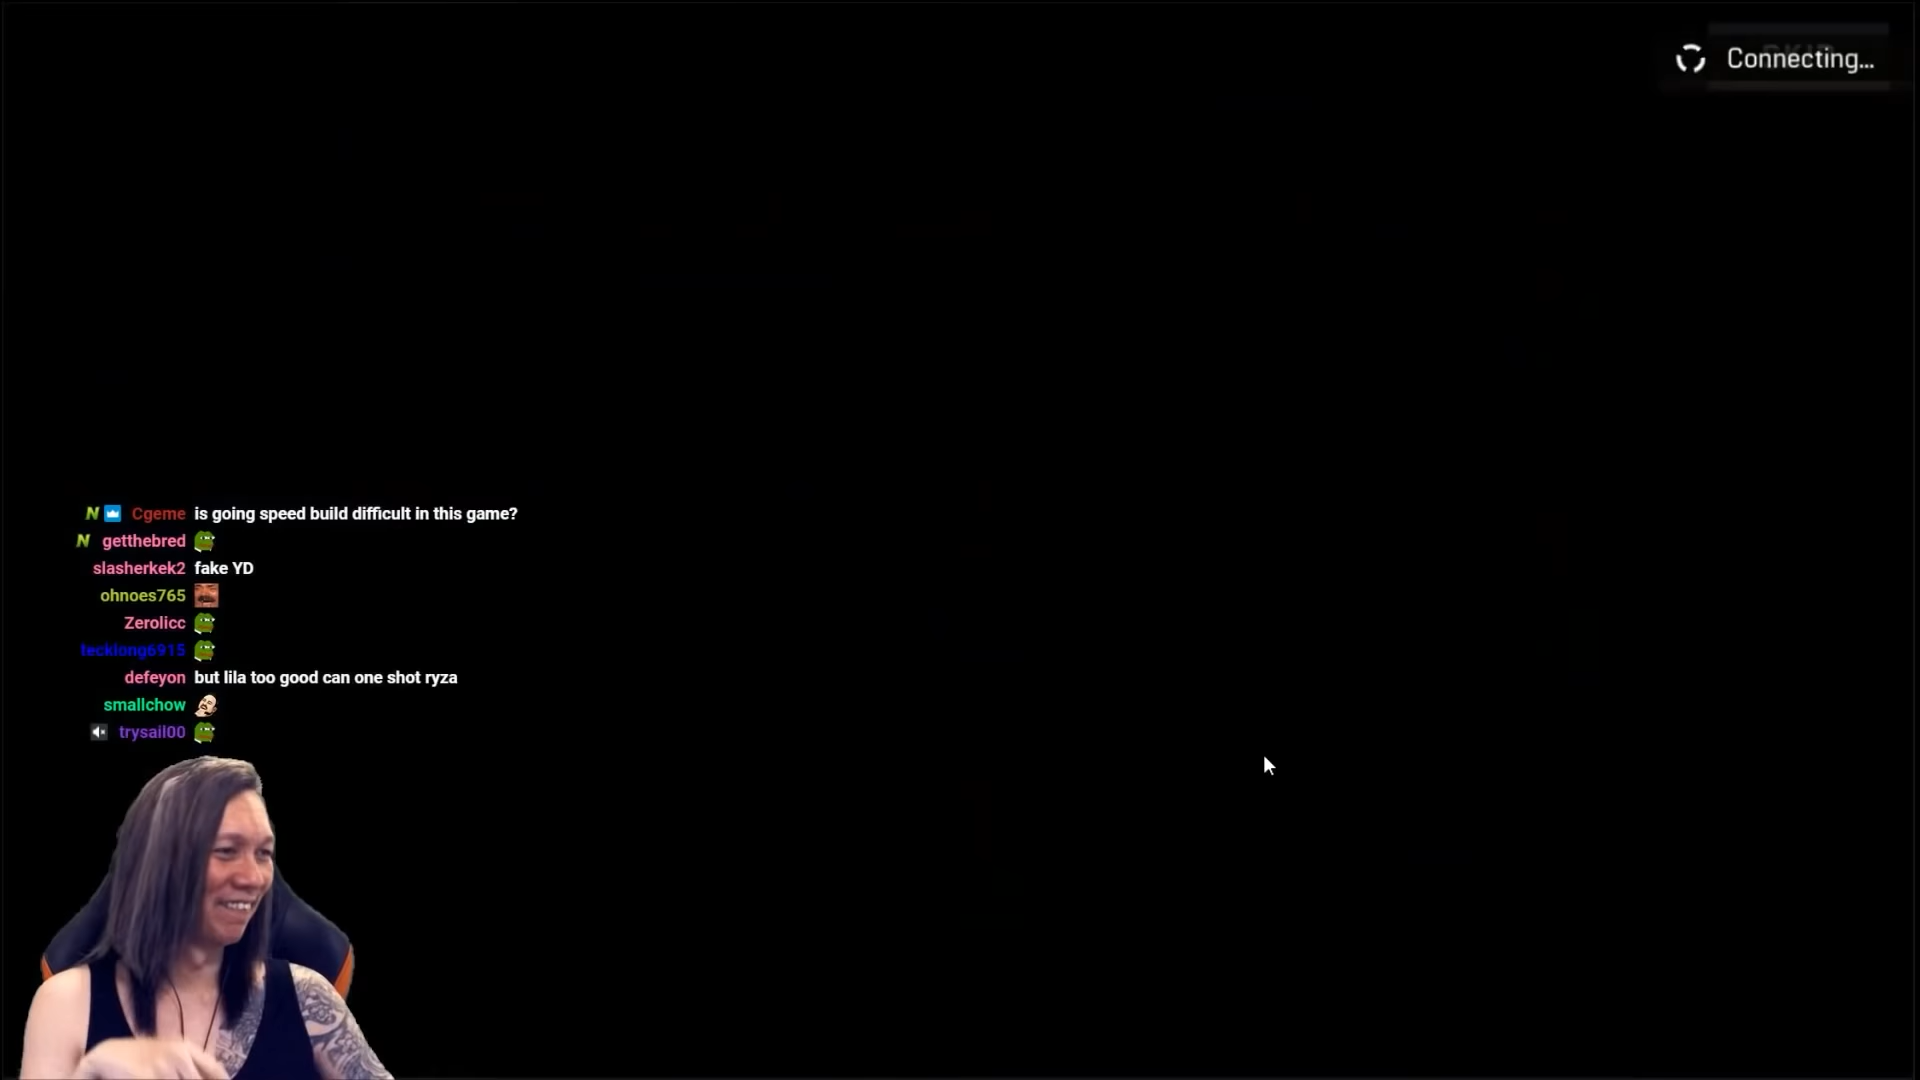 Connecting...
Cgeme is going speed build difficult in this game?
getthebred
slasherkek2 fake YD
ohnoes765
Zerolicc
tecklong6915
defeyon but lila too good can one shot ryza
smallchow
trysail00